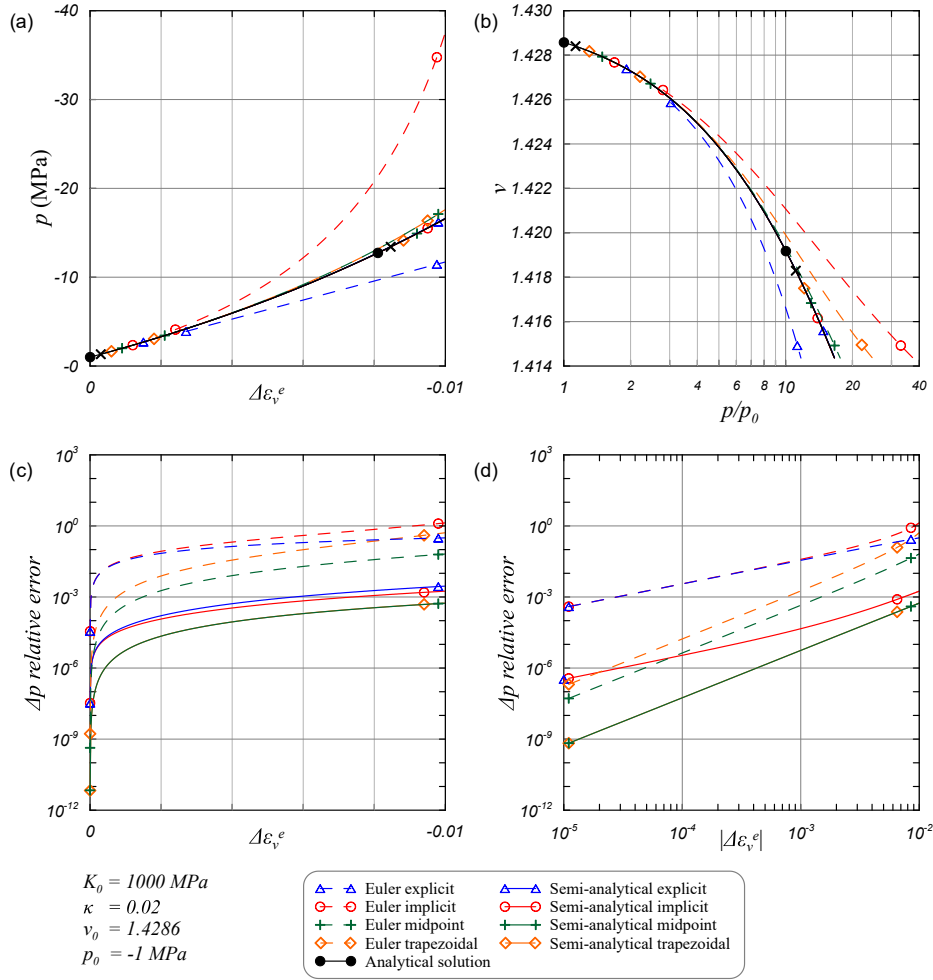 (a)
-40
-30
-20
-10
-0
p (MPa)
0
Δε_v^e
-0.01
(b)
1.430
1.428
1.426
1.424
1.422
1.420
1.418
1.416
1.414
v
1 2 4 6 8 10 20 40
p/p_0
(c)
10^3
10^0
10^-3
10^-6
10^-9
10^-12
Δp relative error
0
Δε_v^e
-0.01
(d)
10^3
10^0
10^-3
10^-6
10^-9
10^-12
Δp relative error
10^-5 10^-4 10^-3 10^-2
|Δε_v^e|
K_0 = 1000 MPa
κ = 0.02
v_0 = 1.4286
p_0 = -1 MPa
Euler explicit
Euler implicit
Euler midpoint
Euler trapezoidal
Analytical solution
Semi-analytical explicit
Semi-analytical implicit
Semi-analytical midpoint
Semi-analytical trapezoidal